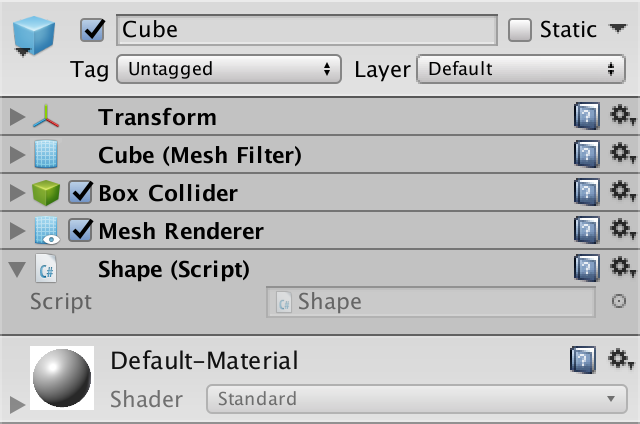 Cube
Static
Tag Untagged Layer Default
Transform
Cube (Mesh Filter)
Box Collider
Mesh Renderer
C# Shape (Script)
Script Shape
Default-Material
Shader Standard